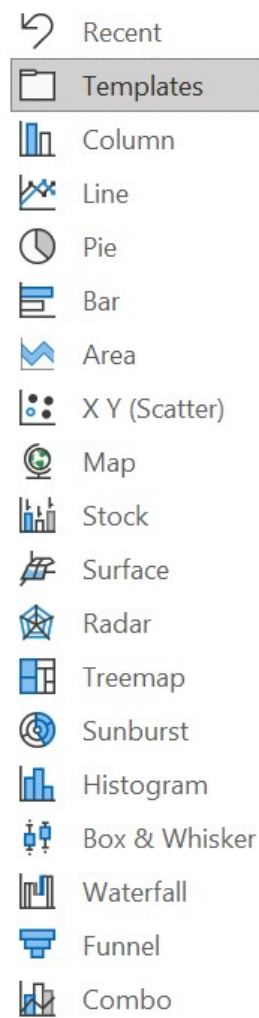 Recent
Templates
Column
Line
Pie
Bar
Area
X Y (Scatter)
Map
Stock
Surface
Radar
Treemap
Sunburst
Histogram
Box & Whisker
Waterfall
Funnel
Combo